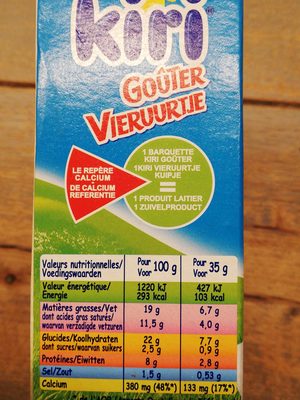 kiri
GOÛTER
VIERUURTJE
1 BARQUETTE
KIRI GOÛTER
1KIRI VIERUURTJE
KUIPJE
=
1 PRODUIT LAITIER
1 ZUIVELPRODUCT
LE REPÈRE
CALCIUM
DE CALCIUM
REFERENTIE
Valeurs nutritionnelles/ Pour 100 g Pour 35 g
Voedingswaarden Voor Voor
Valeur énergétique/ 1220 kJ 427 kJ
Energie 293 kcal 103 kcal
Matières grasses/Vet 19 g 6,7 g
dont acides gras saturés/
waarvan verzadigde vetzuren 11,5 g 4,0 g
Glucides/Koolhydraten 22 g 7,7 g
dont sucres/waarvan suikers 2,5 g 0,9 g
Protéines/Eiwitten 8 g 2,8 g
Sel/Zout 1,5 g 0,53 g
Calcium 380 mg (48%*) 133 mg (17%*)